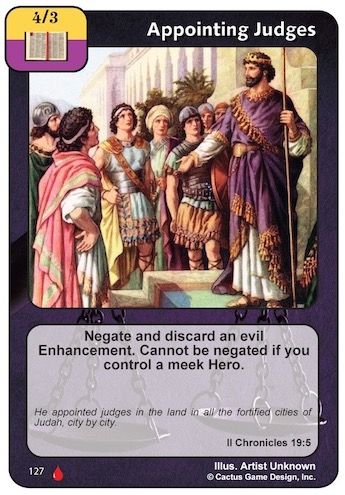 4/3
Appointing Judges
Negate and discard an evil
Enhancement. Cannot be negated if you
control a meek Hero.
He appointed judges in the land in all the fortified cities of
Judah, city by city.
II Chronicles 19:5
127
Illus. Artist Unknown
© Cactus Game Design, Inc.